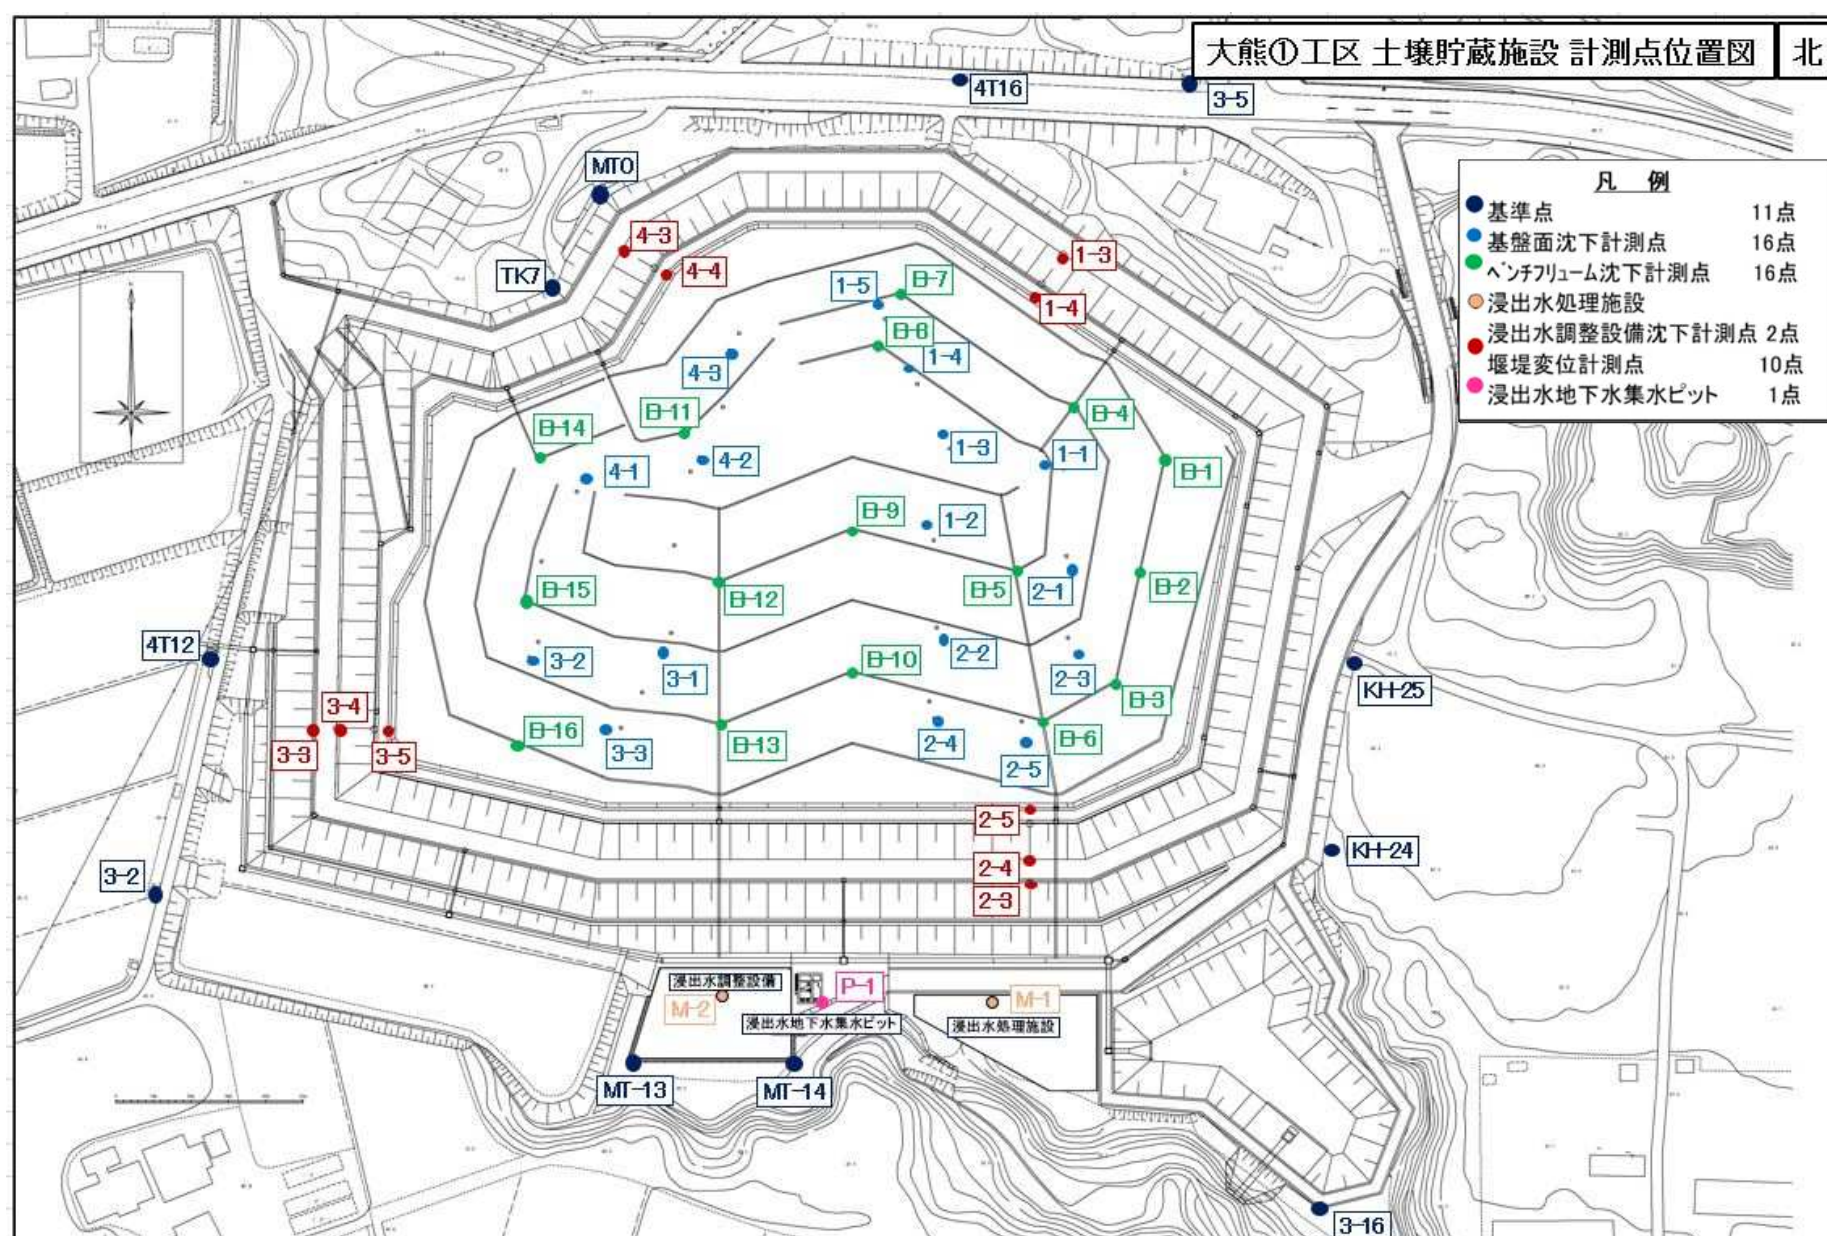 大熊①工区 土壌貯蔵施設 計測点位置図 北
4T16
3-5
凡 例
基準点 11点
基盤面沈下計測点 16点
ベンチフリューム沈下計測点 16点
浸出水処理施設
浸出水調整設備沈下計測点 2点
堰堤変位計測点 10点
浸出水地下水集水ピット 1点
MT0
4-3
1-3
TK7
4-4
1-5
B-7
1-4
B-8
1-4
4-3
B-11
B-4
B-14
1-3
1-1
B-1
4-2
4-1
B-9
1-2
B-15
B-12
B-5
2-1
B-2
4T12
3-2
3-1
B-10
2-2
2-3
B-3
KH-25
3-4
3-3
3-5
B-16
3-3
B-13
2-4
B-6
2-5
2-5
KH-24
3-2
2-4
2-3
浸出水調整設備
M-2
P-1
M-1
浸出水地下水集水ピット
浸出水処理施設
MT-13
MT-14
3-16